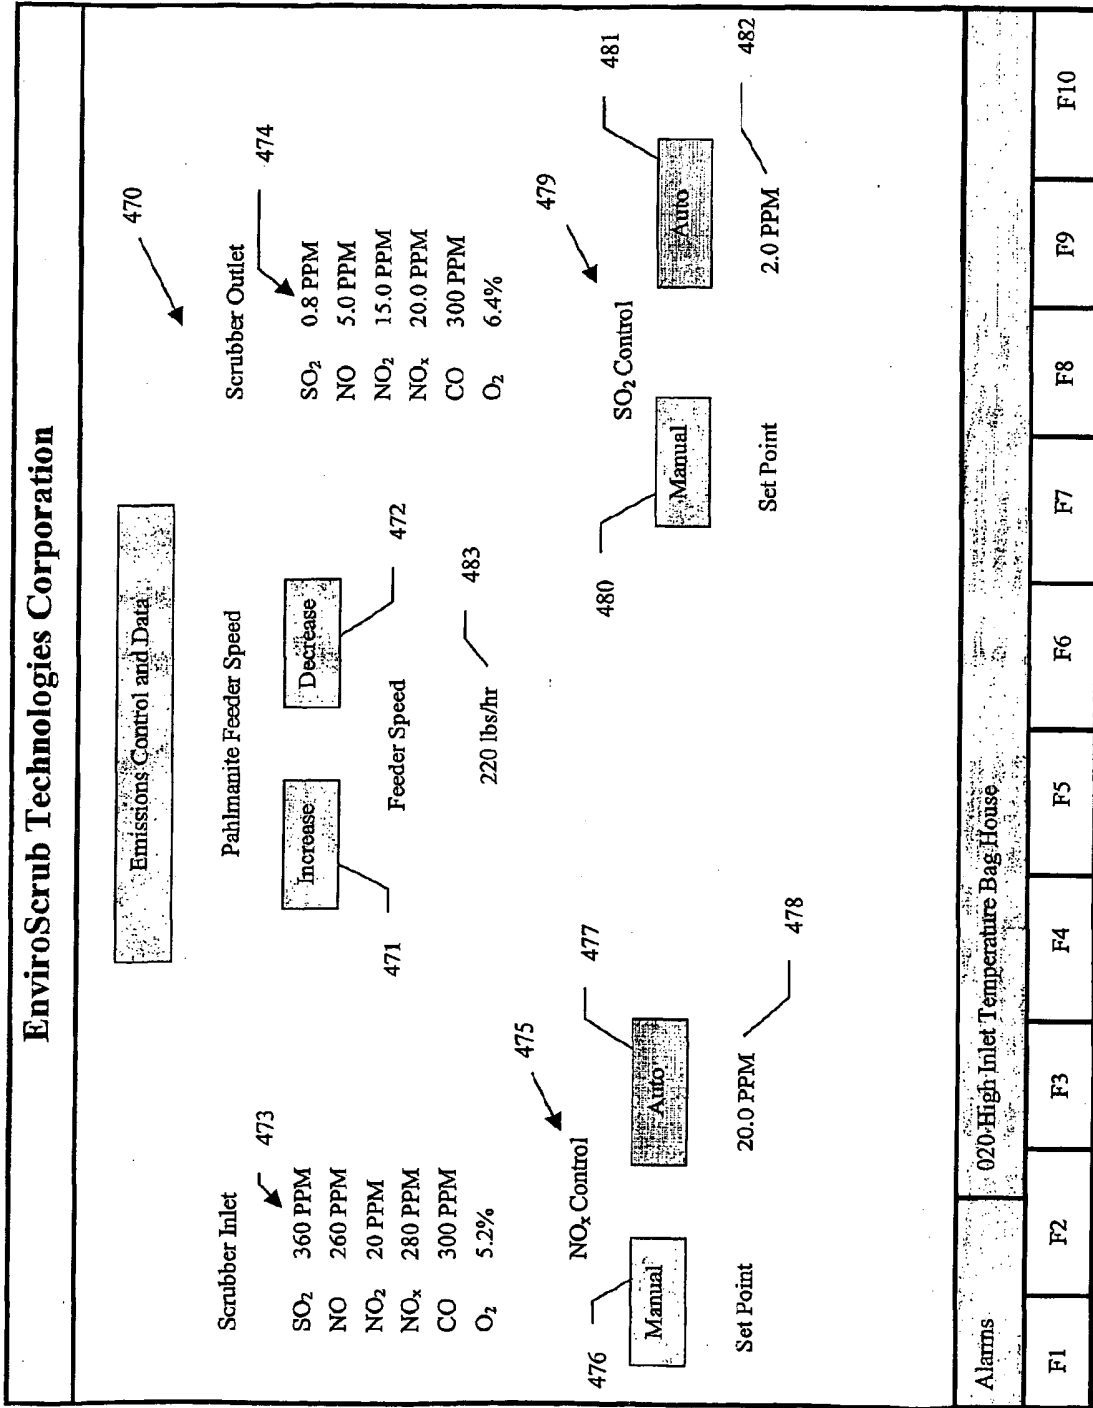 EnviroScrub Technologies Corporation
Emissions Control and Data
470
Scrubber Inlet
473
SO₂ 360 PPM
NO 260 PPM
NO₂ 20 PPM
NOₓ 280 PPM
CO 300 PPM
O₂ 5.2%
Pahlmanite Feeder Speed
Increase
Decrease
471
472
Feeder Speed
220 lbs/hr
483
Scrubber Outlet
474
SO₂ 0.8 PPM
NO 5.0 PPM
NO₂ 15.0 PPM
NOₓ 20.0 PPM
CO 300 PPM
O₂ 6.4%
NOₓ Control
475
476
477
Manual
Auto
Set Point
20.0 PPM
478
SO₂ Control
479
480
481
Manual
Auto
Set Point
2.0 PPM
482
Alarms
020-High Inlet Temperature Bag House
F1 F2 F3 F4 F5 F6 F7 F8 F9 F10